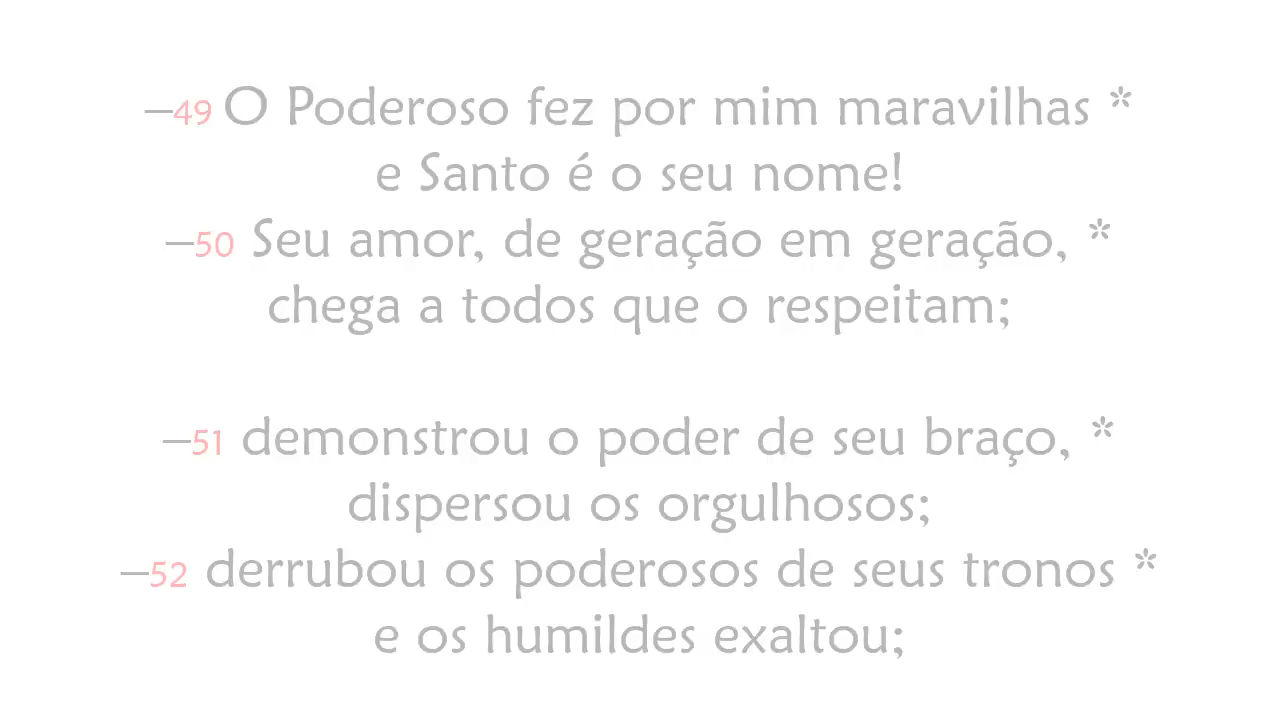 —49 O Poderoso fez por mim maravilhas *
e Santo é o seu nome!
—50 Seu amor, de geração em geração, *
chega a todos que o respeitam;
—51 demonstrou o poder de seu braço, *
dispersou os orgulhosos;
—52 derrubou os poderosos de seus tronos *
e os humildes exaltou;